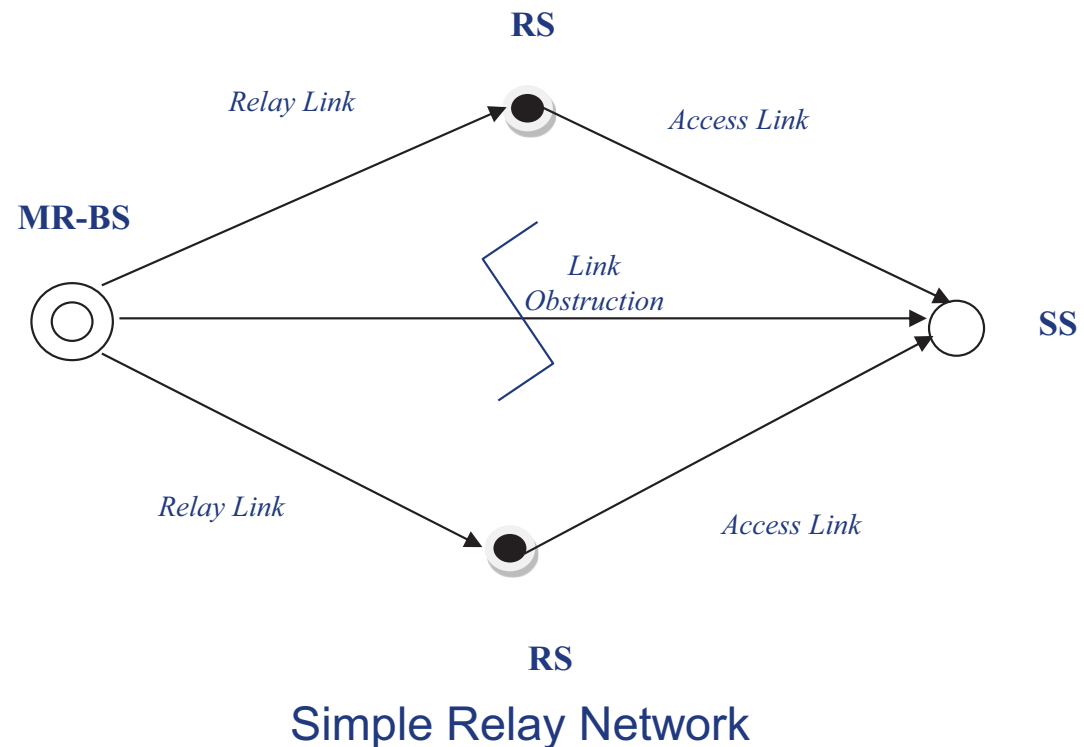 RS
Relay Link
Access Link
MR-BS
Link
Obstruction
SS
Relay Link
Access Link
RS
Simple Relay Network